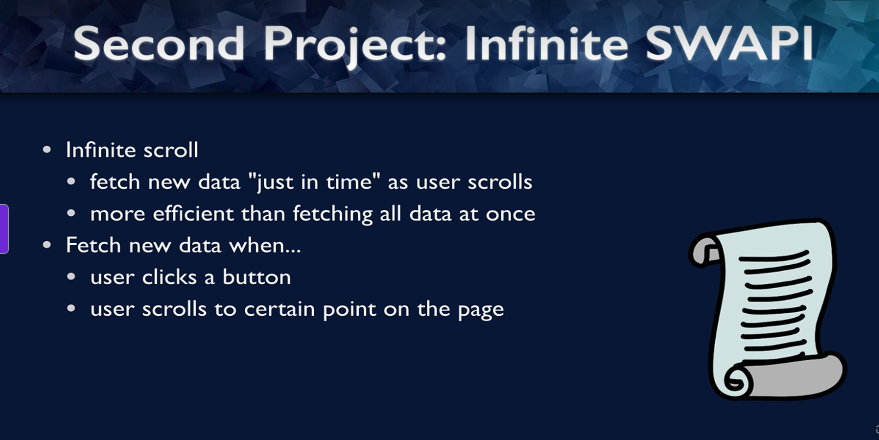 Second Project: Infinite SWAPI
• Infinite scroll
• fetch new data "just in time" as user scrolls
• more efficient than fetching all data at once
• Fetch new data when...
• user clicks a button
• user scrolls to certain point on the page